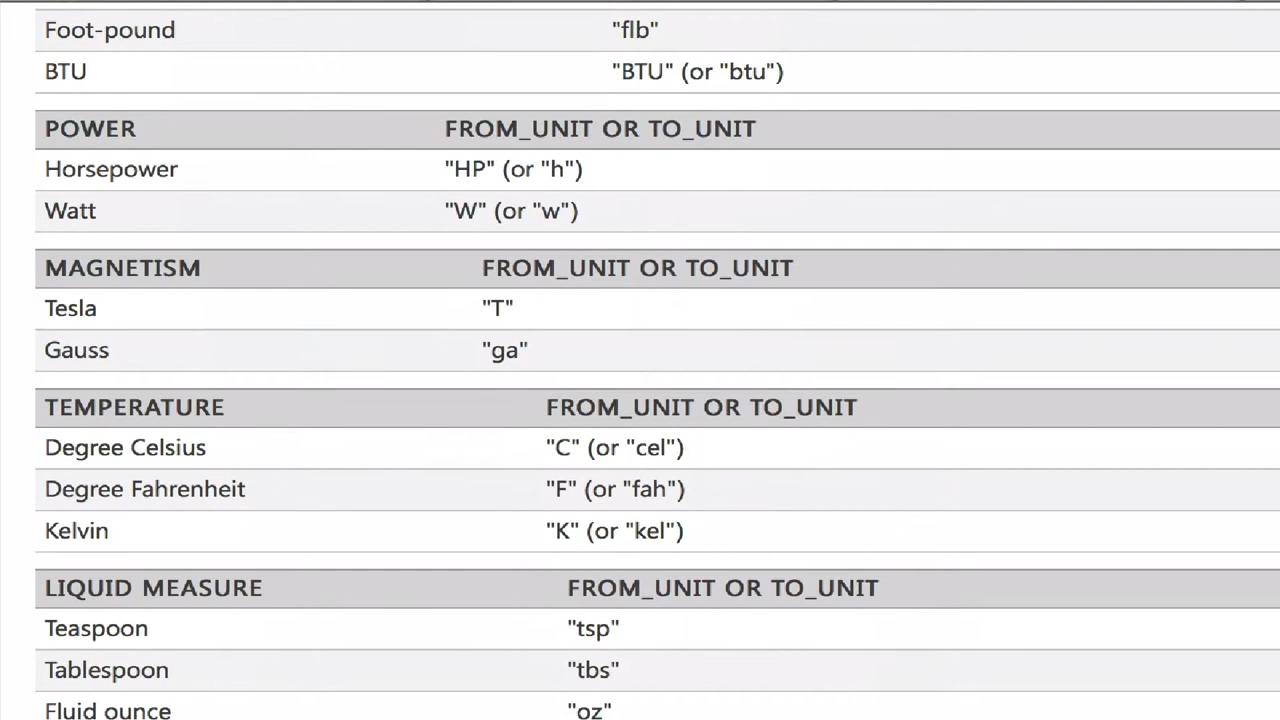 Foot-pound "flb"
BTU "BTU" (or "btu")
POWER FROM_UNIT OR TO_UNIT
Horsepower "HP" (or "h")
Watt "W" (or "w")
MAGNETISM FROM_UNIT OR TO_UNIT
Tesla "T"
Gauss "ga"
TEMPERATURE FROM_UNIT OR TO_UNIT
Degree Celsius "C" (or "cel")
Degree Fahrenheit "F" (or "fah")
Kelvin "K" (or "kel")
LIQUID MEASURE FROM_UNIT OR TO_UNIT
Teaspoon "tsp"
Tablespoon "tbs"
Fluid ounce "oz"